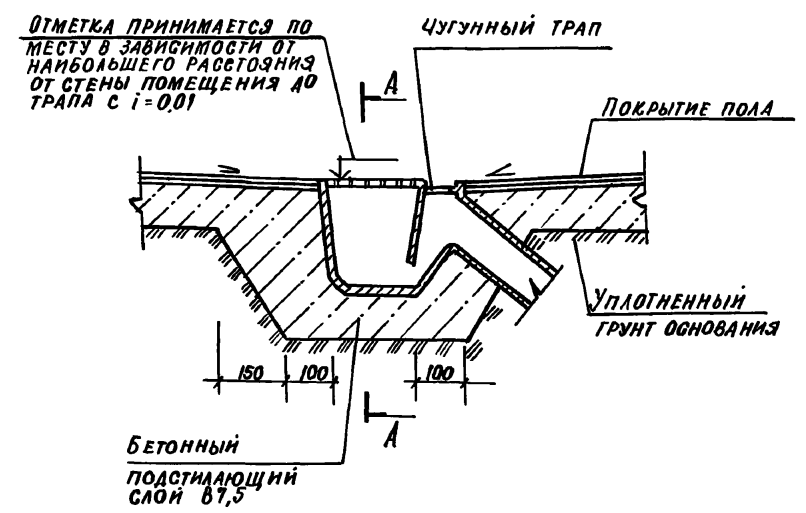 ОТМЕТКА ПРИНИМАЕТСЯ ПО
МЕСТУ В ЗАВИСИМОСТИ ОТ
НАИБОЛЬШЕГО РАССТОЯНИЯ
ОТ СТЕНЫ ПОМЕЩЕНИЯ ДО
ТРАПА С i=0,01
ЧУГУННЫЙ ТРАП
А
ПОКРЫТИЕ ПОЛА
УПЛОТНЕННЫЙ
ГРУНТ ОСНОВАНИЯ
150
100
100
А
БЕТОННЫЙ
ПОДСТИЛАЮЩИЙ
СЛОЙ В7,5